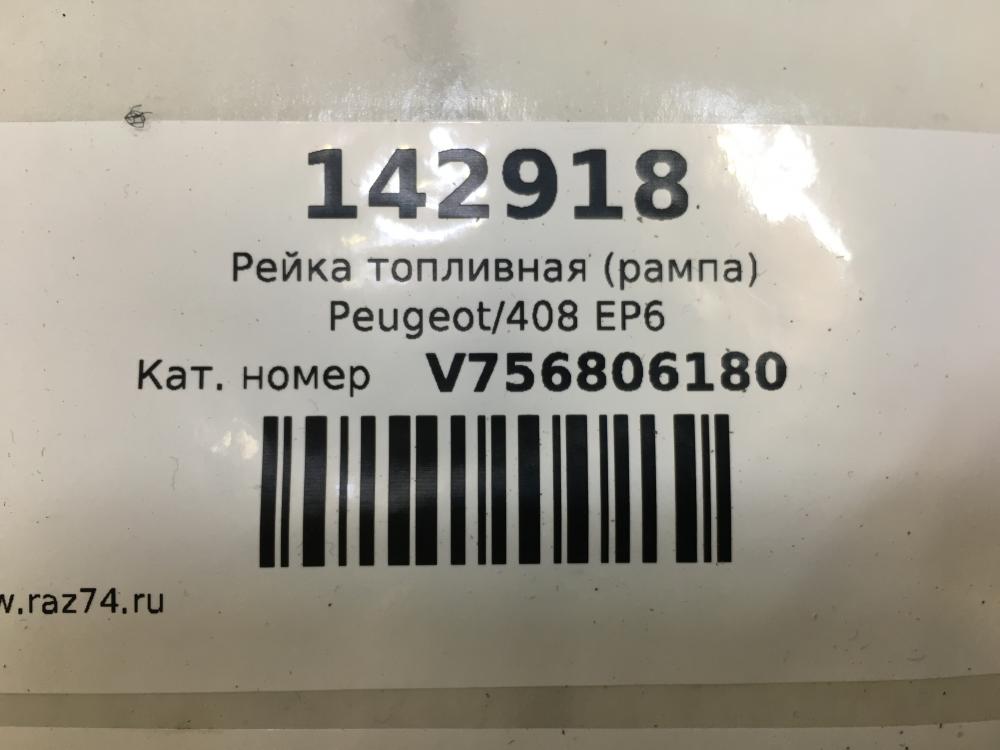 142918
Рейка топливная (рампа)
Peugeot/408 EP6
Кат. номер V756806180
w.raz74.ru